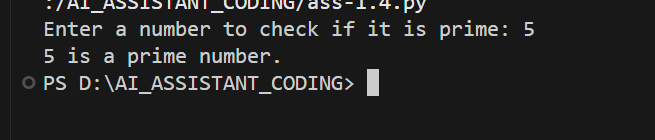 :/AI_ASSISTANT_CODING/ass-1.4.py
Enter a number to check if it is prime: 5
5 is a prime number.
PS D:\AI_ASSISTANT_CODING>